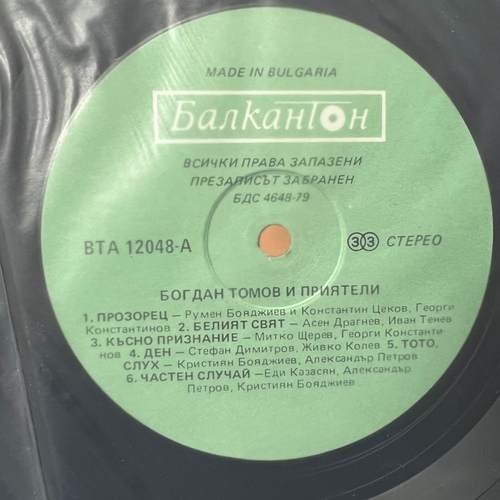 MADE IN BULGARIA
БалканТон
ВСИЧКИ ПРАВА ЗАПАЗЕНИ
ПРЕЗАПИСЪТ ЗАБРАНЕН
БДС 4648-79
ВТА 12048-А
33 СТЕРЕО
БОГДАН ТОМОВ И ПРИЯТЕЛИ
1. ПРОЗОРЕЦ — Румен Бояджиев и Константин Цеков, Георги
Константинов 2. БЕЛИЯТ СВЯТ — Асен Драгнев, Иван Тенев
3. КЪСНО ПРИЗНАНИЕ — Митко Щерев, Георги Константи-
нов 4. ДЕН — Стефан Димитров, Живко Колев 5. ТОТО,
СЛУХ — Кристиян Бояджиев, Александър Петров
6. ЧАСТЕН СЛУЧАЙ — Еди Казасян, Александър
Петров, Кристиян Бояджиев